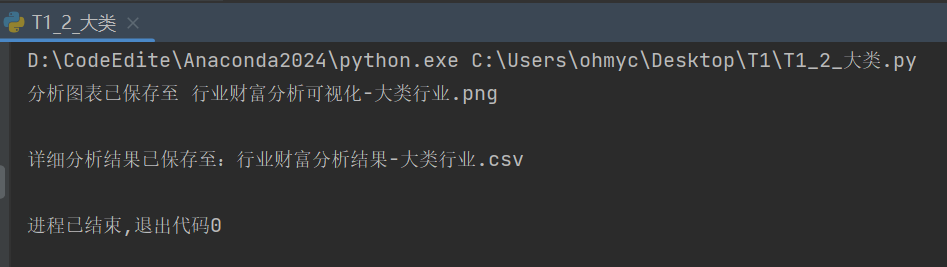 T1_2_大类
D:\CodeEdite\Anaconda2024\python.exe C:\Users\ohmyc\Desktop\T1\T1_2_大类.py
分析图表已保存至 行业财富分析可视化-大类行业.png
详细分析结果已保存至：行业财富分析结果-大类行业.csv
进程已结束,退出代码0